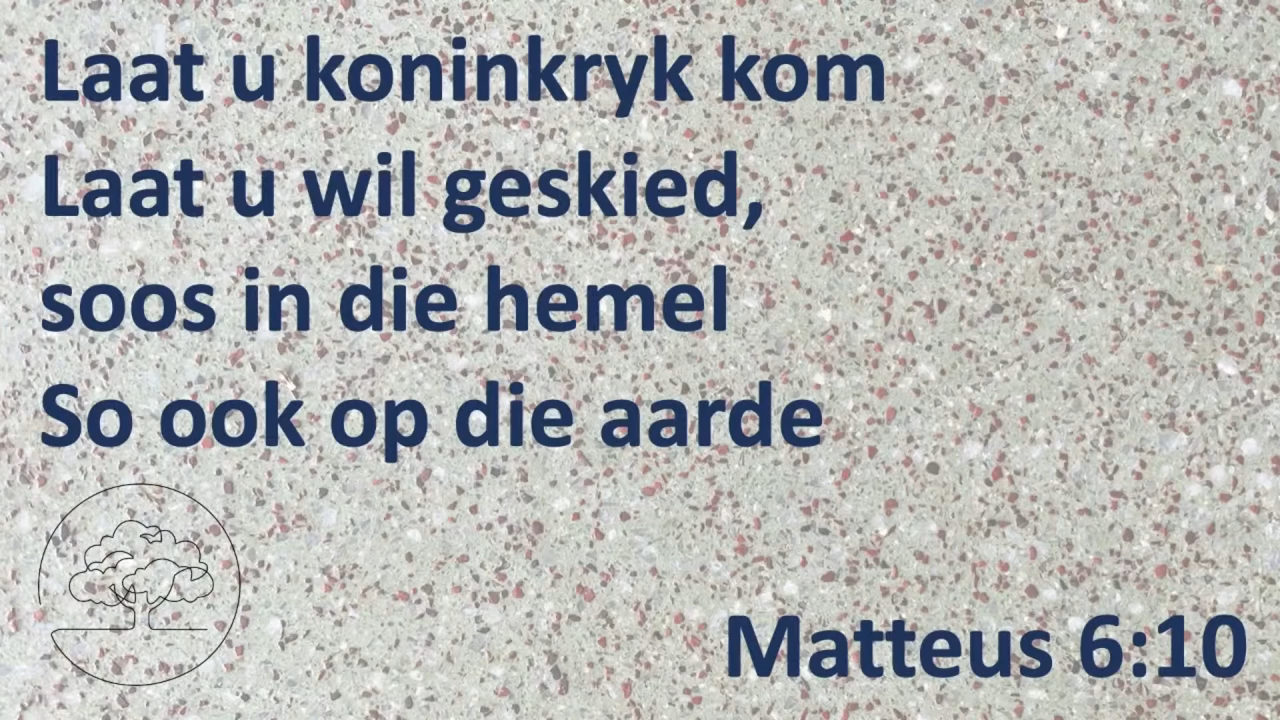 Laat u koninkryk kom
Laat u wil geskied,
soos in die hemel
So ook op die aarde
Matteus 6:10